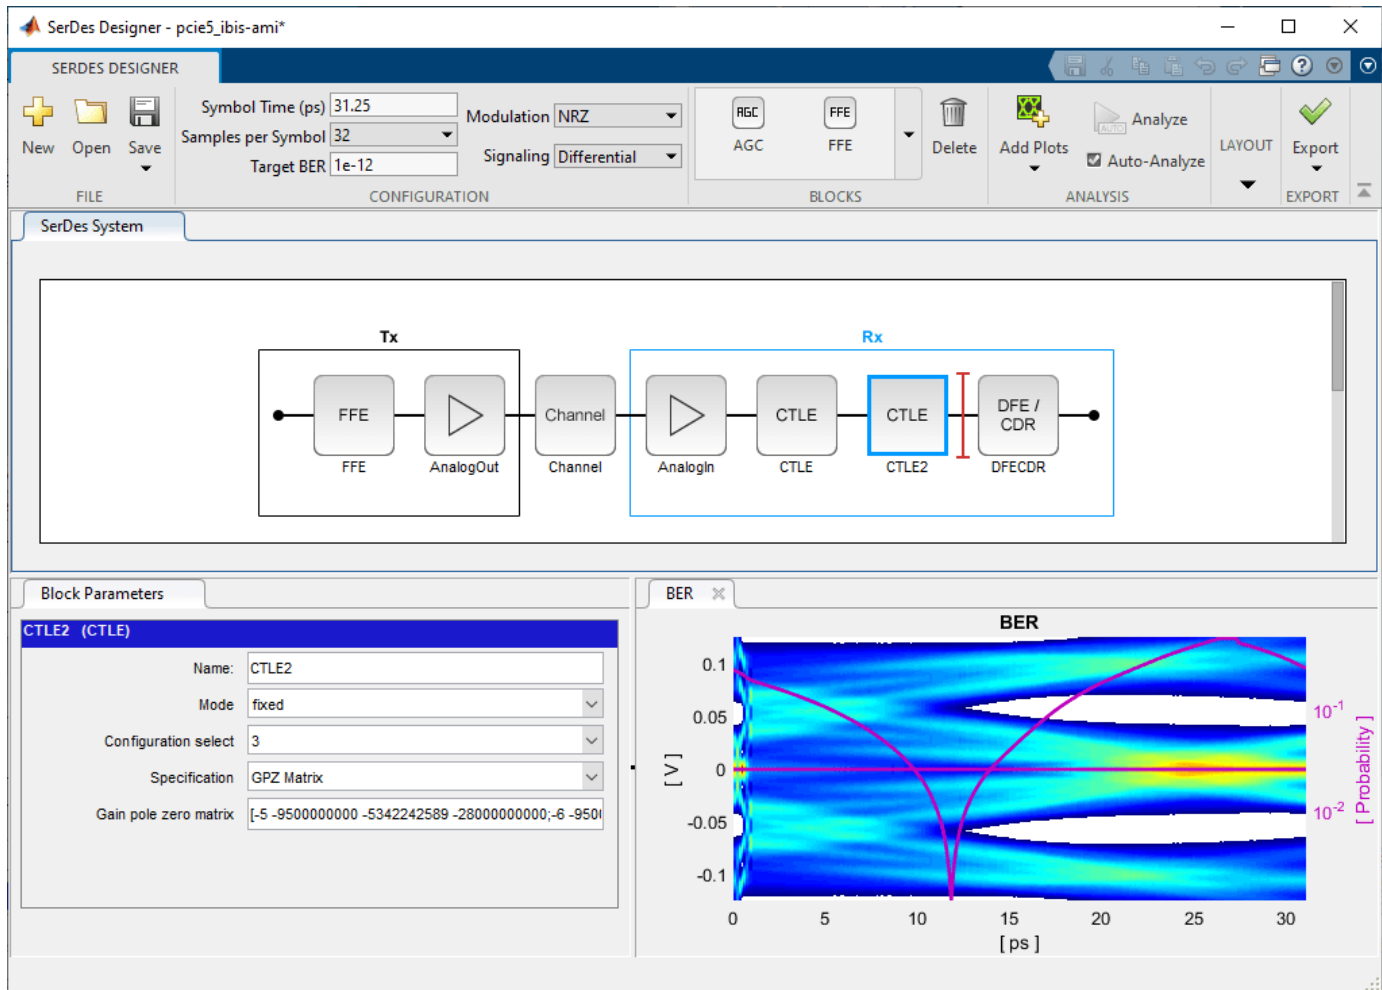 SerDes Designer - pcie5_ibis-ami*
SERDES DESIGNER
New
Open
Save
FILE
Symbol Time (ps) 31.25
Samples per Symbol 32
Target BER 1e-12
Modulation NRZ
Signaling Differential
CONFIGURATION
AGC
FFE
AGC
FFE
BLOCKS
Delete
Add Plots
AUTO
Analyze
Auto-Analyze
ANALYSIS
LAYOUT
Export
EXPORT
SerDes System
Tx
Rx
FFE
Channel
CTLE
CTLE
DFE /
CDR
FFE
AnalogOut
Channel
AnalogIn
CTLE
CTLE2
DFECDR
Block Parameters
CTLE2 (CTLE)
Name: CTLE2
Mode fixed
Configuration select 3
Specification GPZ Matrix
Gain pole zero matrix [-5 -9500000000 -5342242589 -28000000000;-6 -950
BER
BER
0.1
0.05
0
-0.05
-0.1
[ V ]
0 5 10 15 20 25 30
[ ps ]
10-1
10-2
[ Probability ]